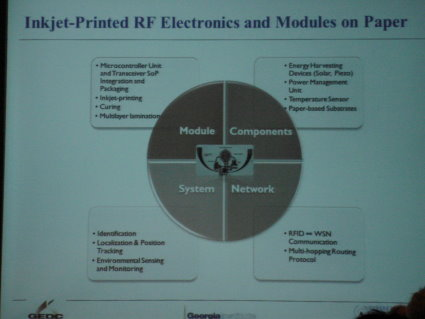 Inkjet-Printed RF Electronics and Modules on Paper
• Microcontroller Unit
and Transceiver SoP
Integration and
Packaging
• Inkjet-printing
• Curing
• Multilayer lamination
• Energy Harvesting
Devices (Solar, Piezo)
• Power Management
Unit
• Temperature Sensor
• Paper-based Substrates
Module
Components
System
Network
• Identification
• Localization & Position
Tracking
• Environmental Sensing
and Monitoring
• RFID ⇔ WSN
Communication
• Multi-hopping Routing
Protocol
GEDC
Georgia